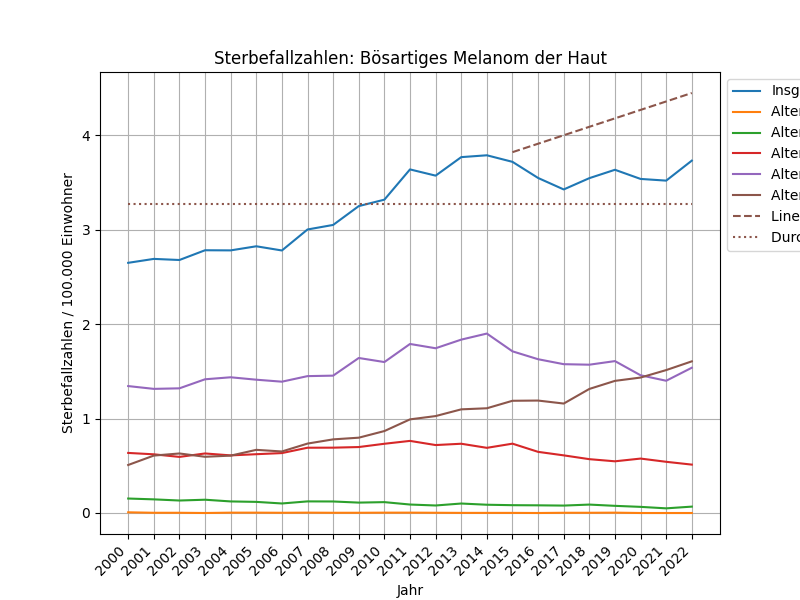 Sterbefallzahlen: Bösartiges Melanom der Haut
Sterbefallzahlen / 100.000 Einwohner
4
3
2
1
0
2000
2001
2002
2003
2004
2005
2006
2007
2008
2009
2010
2011
2012
2013
2014
2015
2016
2017
2018
2019
2020
2021
2022
Jahr
Insg
Alter
Alter
Alter
Alter
Alter
Line
Durc